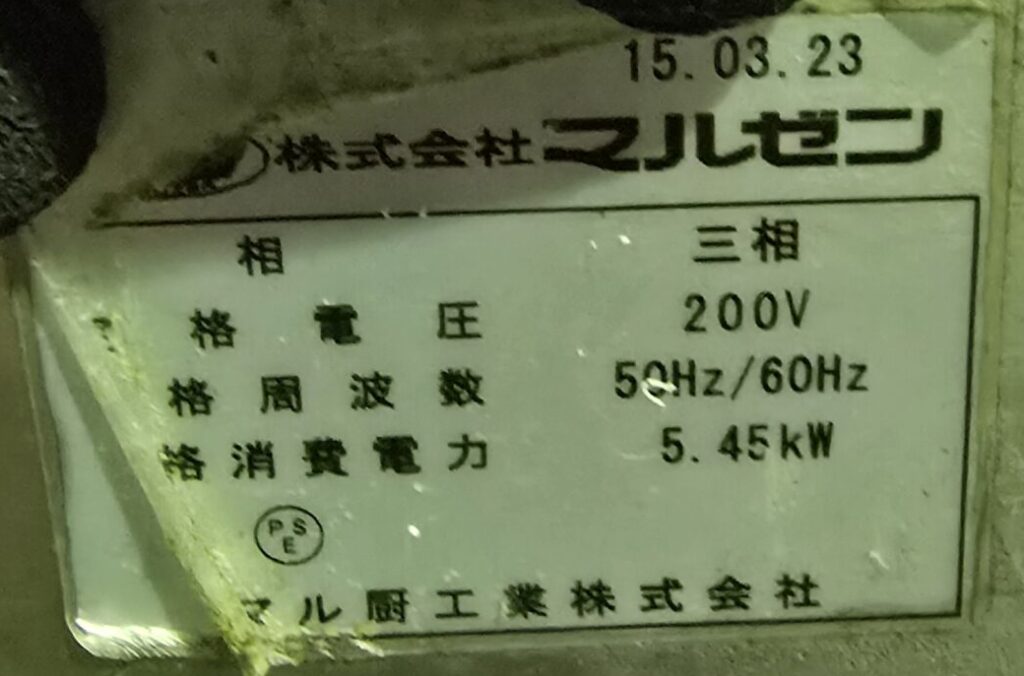 15.03.23
株式会社マルゼン
相 三相
格電圧 200V
格周波数 50Hz/60Hz
格消費電力 5.45kW
PSE
マル厨工業株式会社